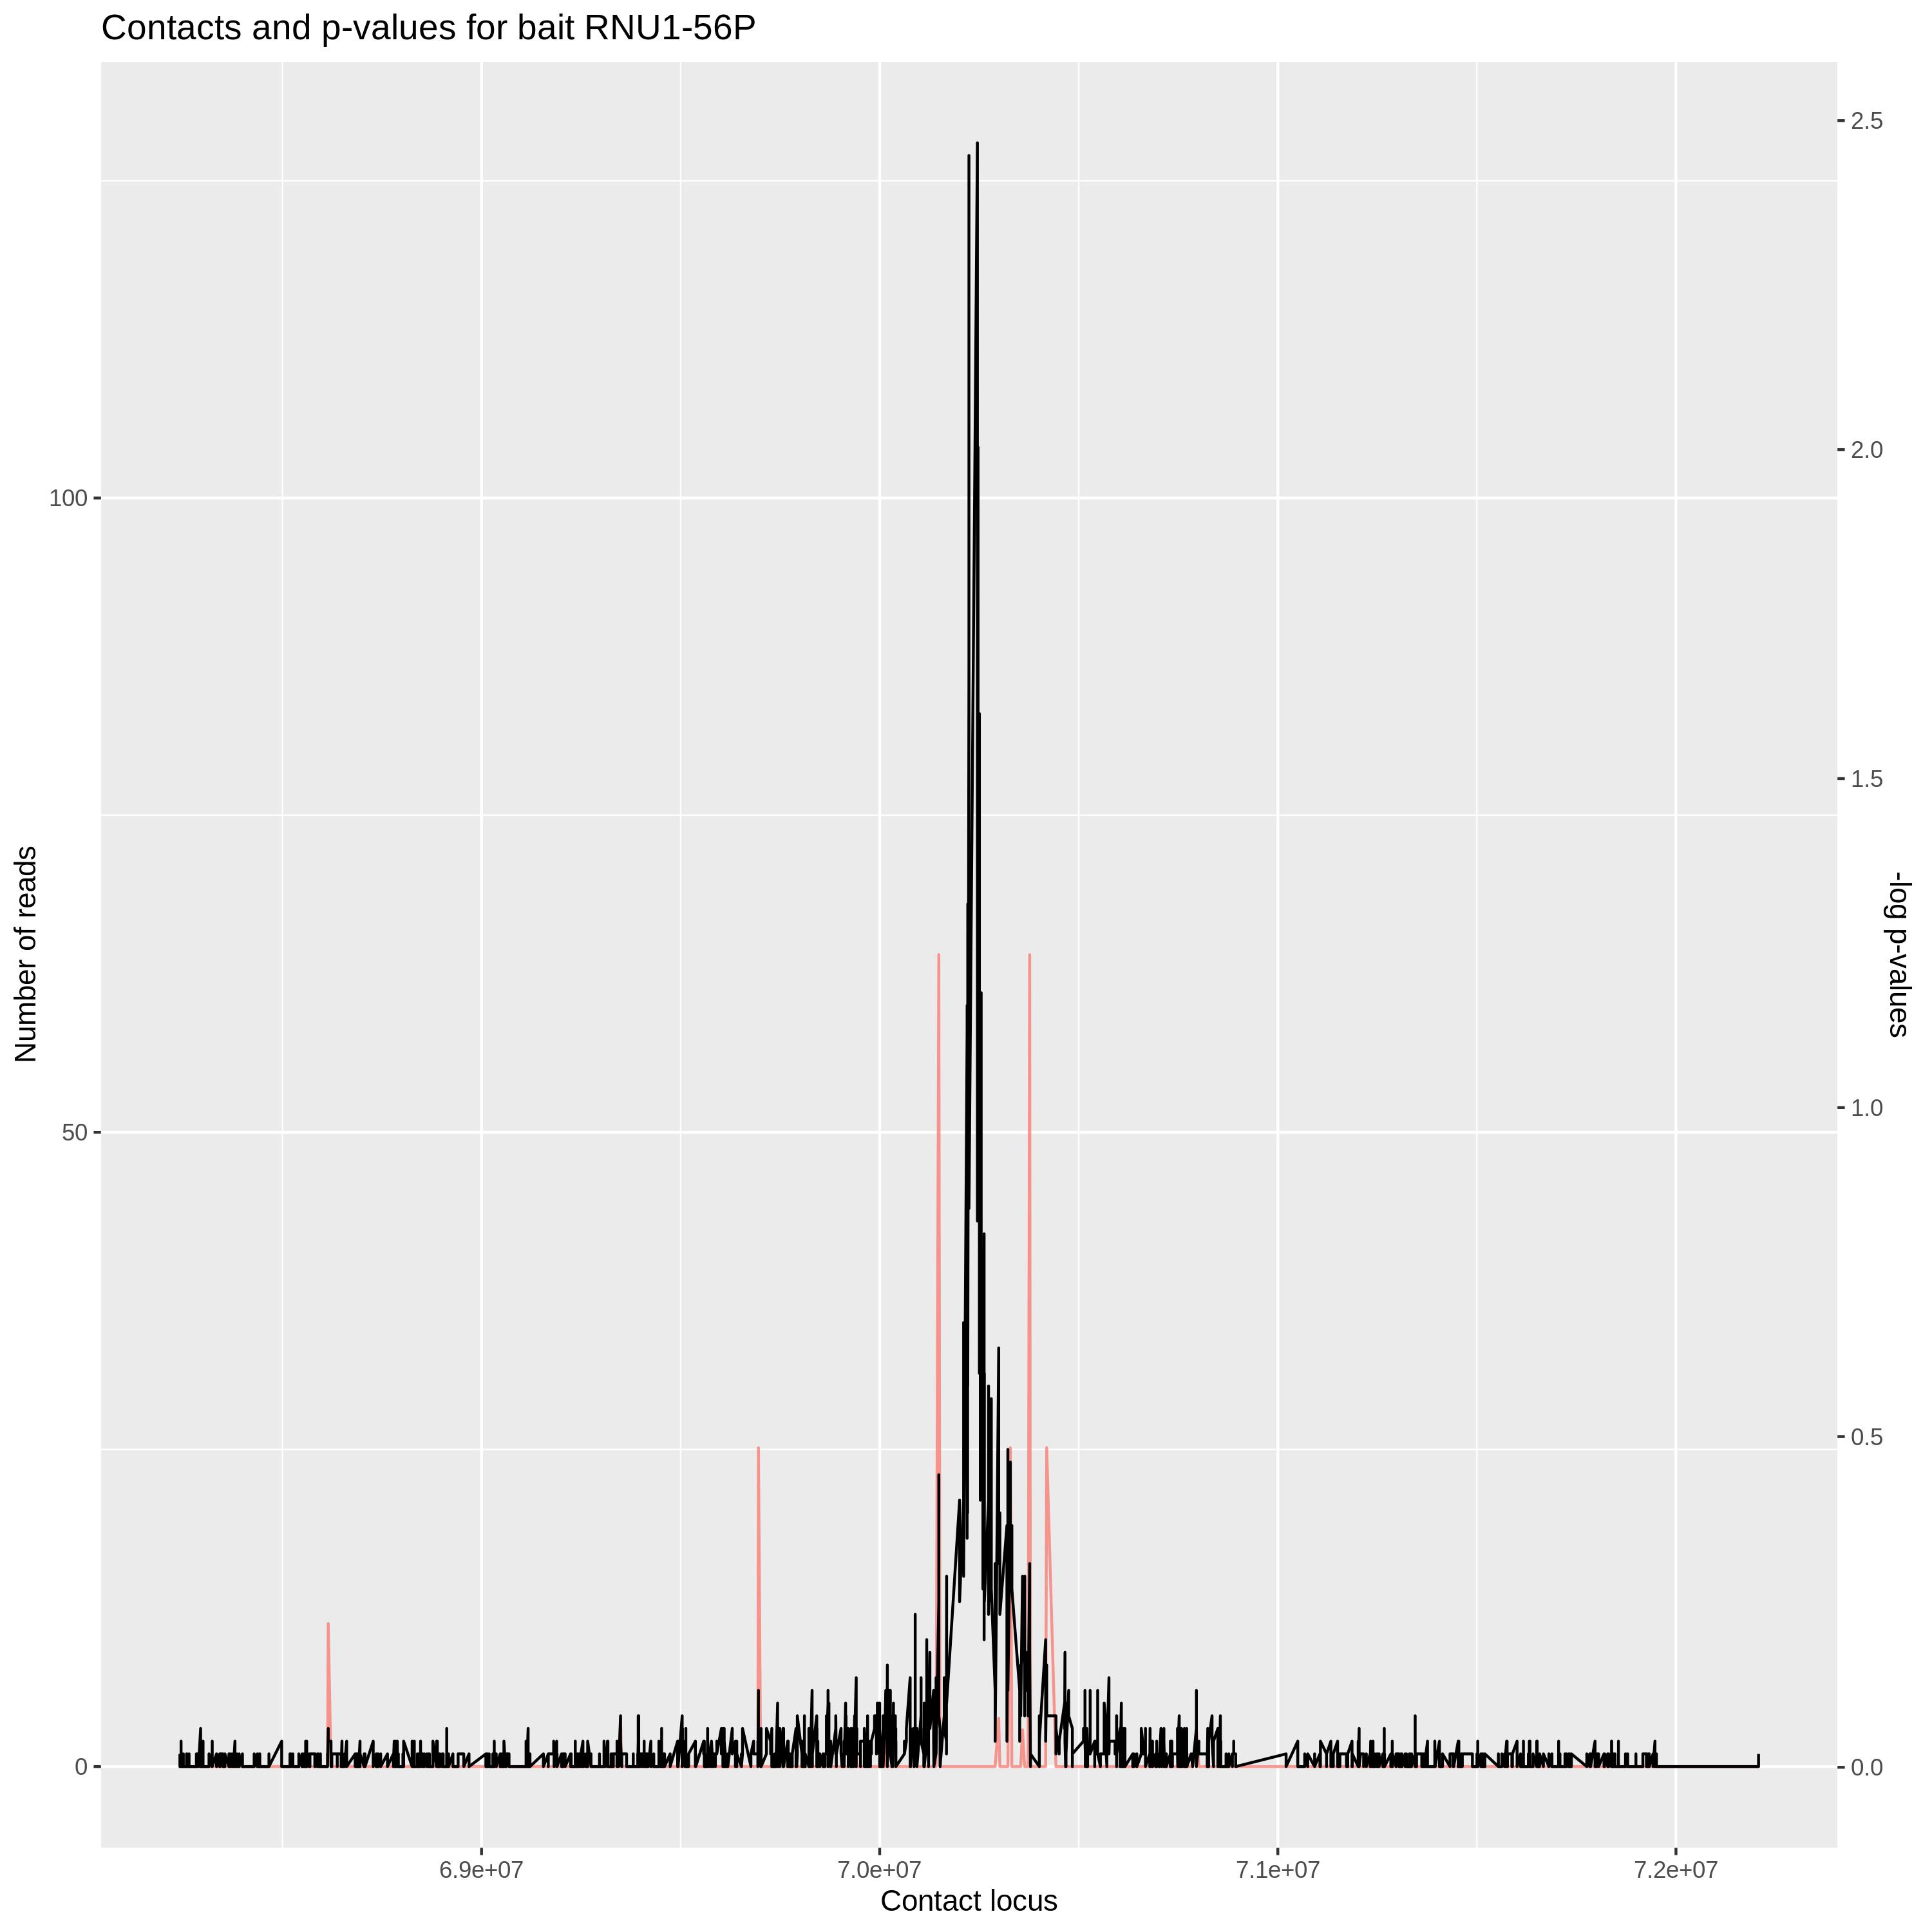 Contacts and p-values for bait RNU1-56P
2.5
2.0
100
1.5
Number of reads
-log p-values
1.0
50
0.5
0
0.0
6.9e+07
7.0e+07
7.1e+07
7.2e+07
Contact locus